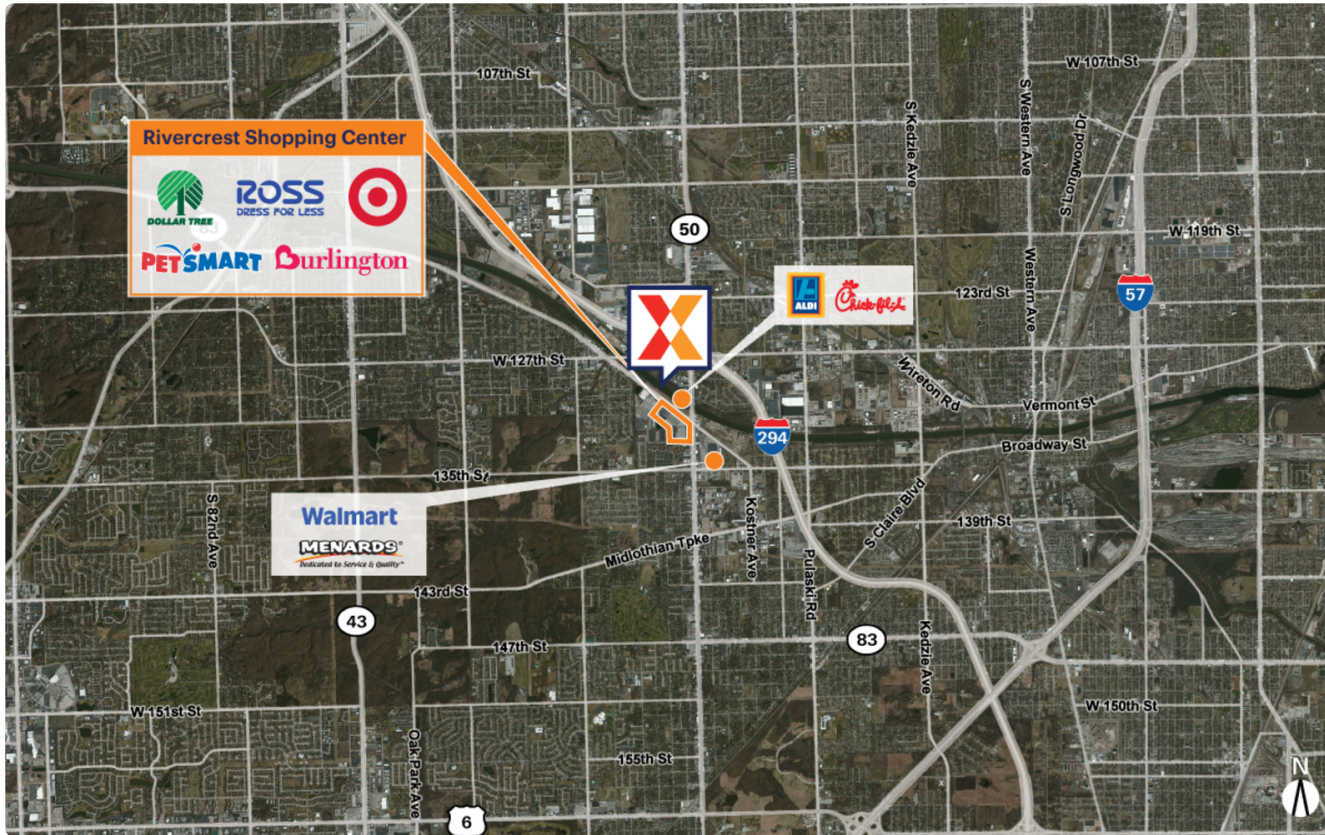 107th St
W 107th St
Rivercrest Shopping Center
DOLLAR TREE
83
ROSS
DRESS FOR LESS
PETSMART
Burlington
S Kedzie Ave
S Western Ave
S Longwood Dr
50
W 119th St
ALDI
Chick-fil-A
123rd St
Western Ave
57
W 127th St
Wireton Rd
Vermont St
294
Broadway St
135th St
S 82nd Ave
Walmart
MENARDS®
Dedicated to Service & Quality™
Kostner Ave
S Claire Blvd
139th St
Midlothian Tpke
Pulaski Rd
143rd St
43
83
147th St
Kedzie Ave
W 151st St
W 150th St
Oak Park Ave
155th St
6
N